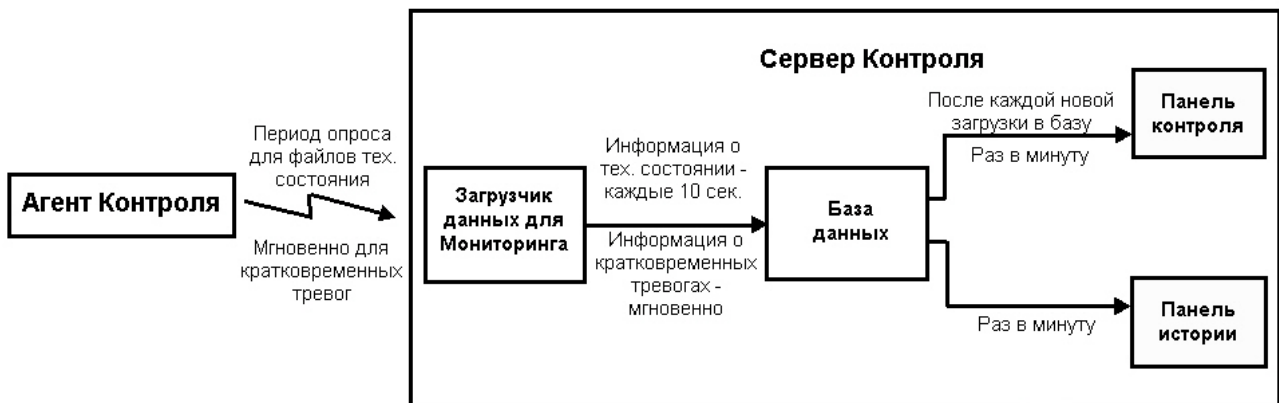 Сервер Контроля
Агент Контроля
Период опроса
для файлов тех.
состояния
Мгновенно для
кратковременных
тревог
Загрузчик
данных для
Мониторинга
Информация о
тех. состоянии -
каждые 10 сек.
Информация о
кратковременных
тревогах -
мгновенно
База
данных
После каждой новой
загрузки в базу
Раз в минуту
Панель
контроля
Раз в минуту
Панель
истории